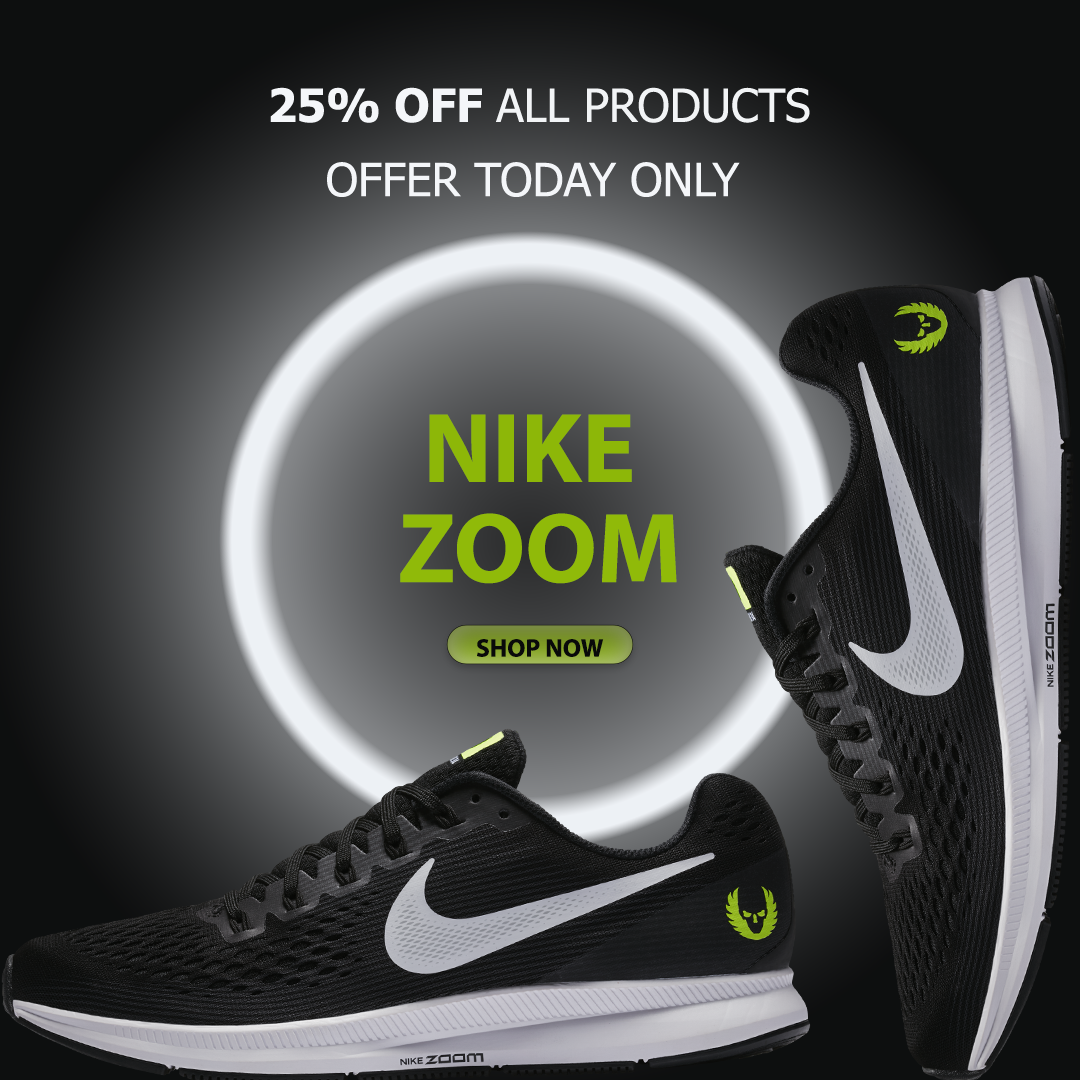 25% OFF ALL PRODUCTS
OFFER TODAY ONLY
NIKE
ZOOM
SHOP NOW
NIKE ZOOM
NIKE ZOOM